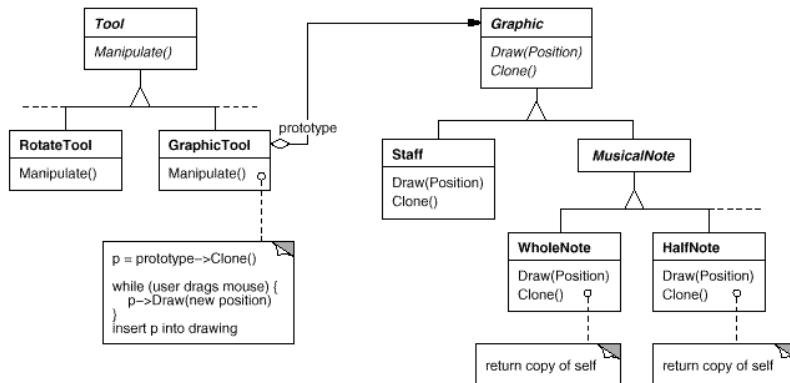 Tool
Manipulate()
Graphic
Draw(Position)
Clone()
prototype
RotateTool
Manipulate()
GraphicTool
Manipulate()
Staff
Draw(Position)
Clone()
MusicalNote
p = prototype–>Clone()
while (user drags mouse) {
p–>Draw(new position)
}
insert p into drawing
WholeNote
Draw(Position)
Clone()
HalfNote
Draw(Position)
Clone()
return copy of self
return copy of self